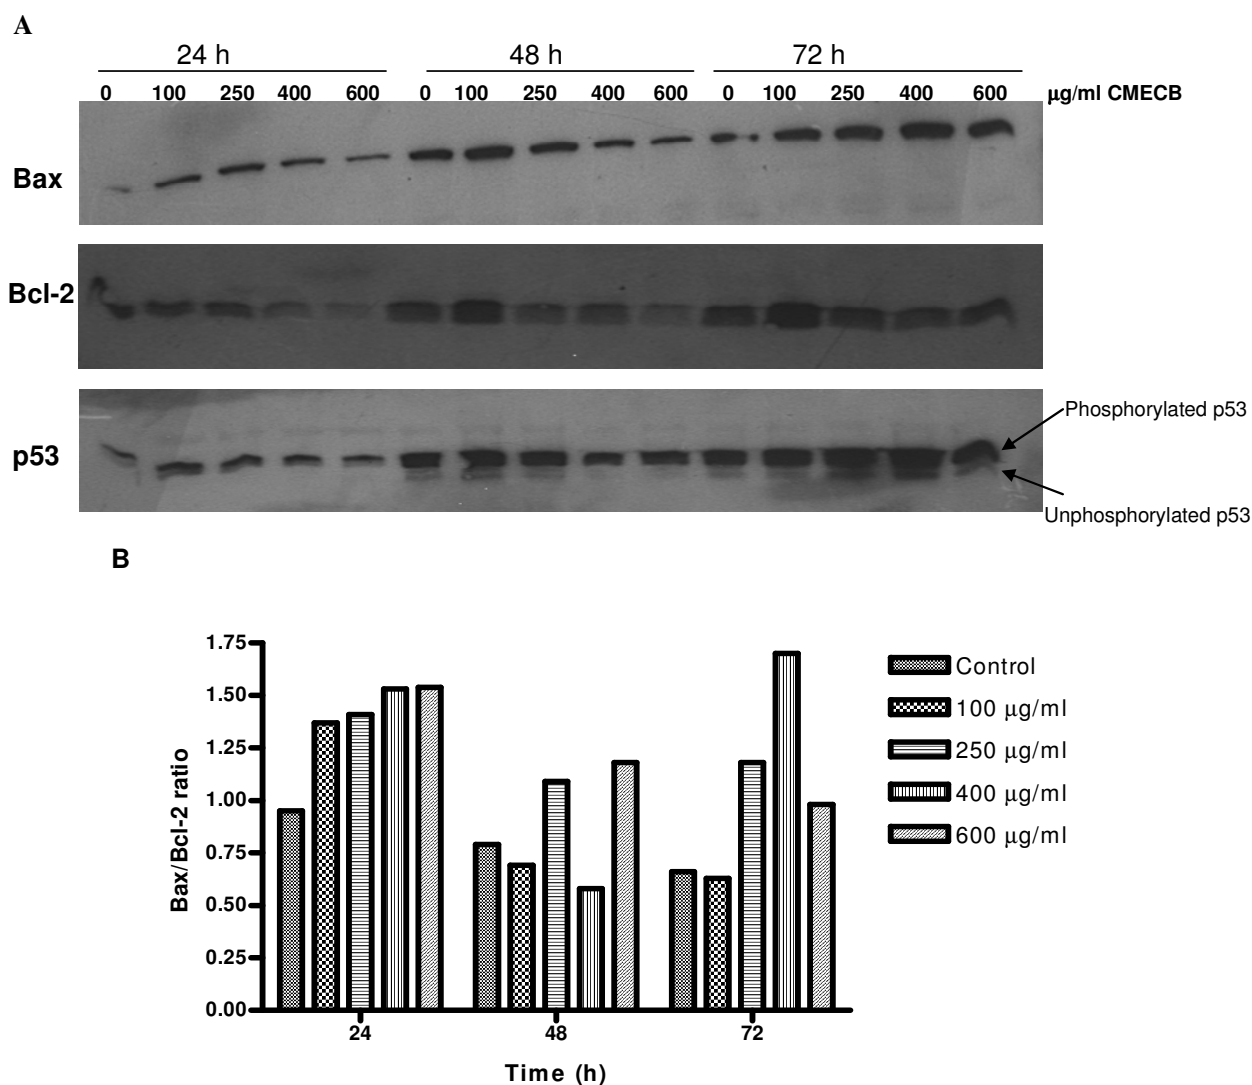 A
24 h 48 h 72 h
0 100 250 400 600 0 100 250 400 600 0 100 250 400 600 µg/ml CMECB
Bax
Bcl-2
p53
Phosphorylated p53
Unphosphorylated p53
B
1.75
1.50
1.25
1.00
0.75
0.50
0.25
0.00
Bax/Bcl-2 ratio
24 48 72
Time (h)
Control
100 µg/ml
250 µg/ml
400 µg/ml
600 µg/ml